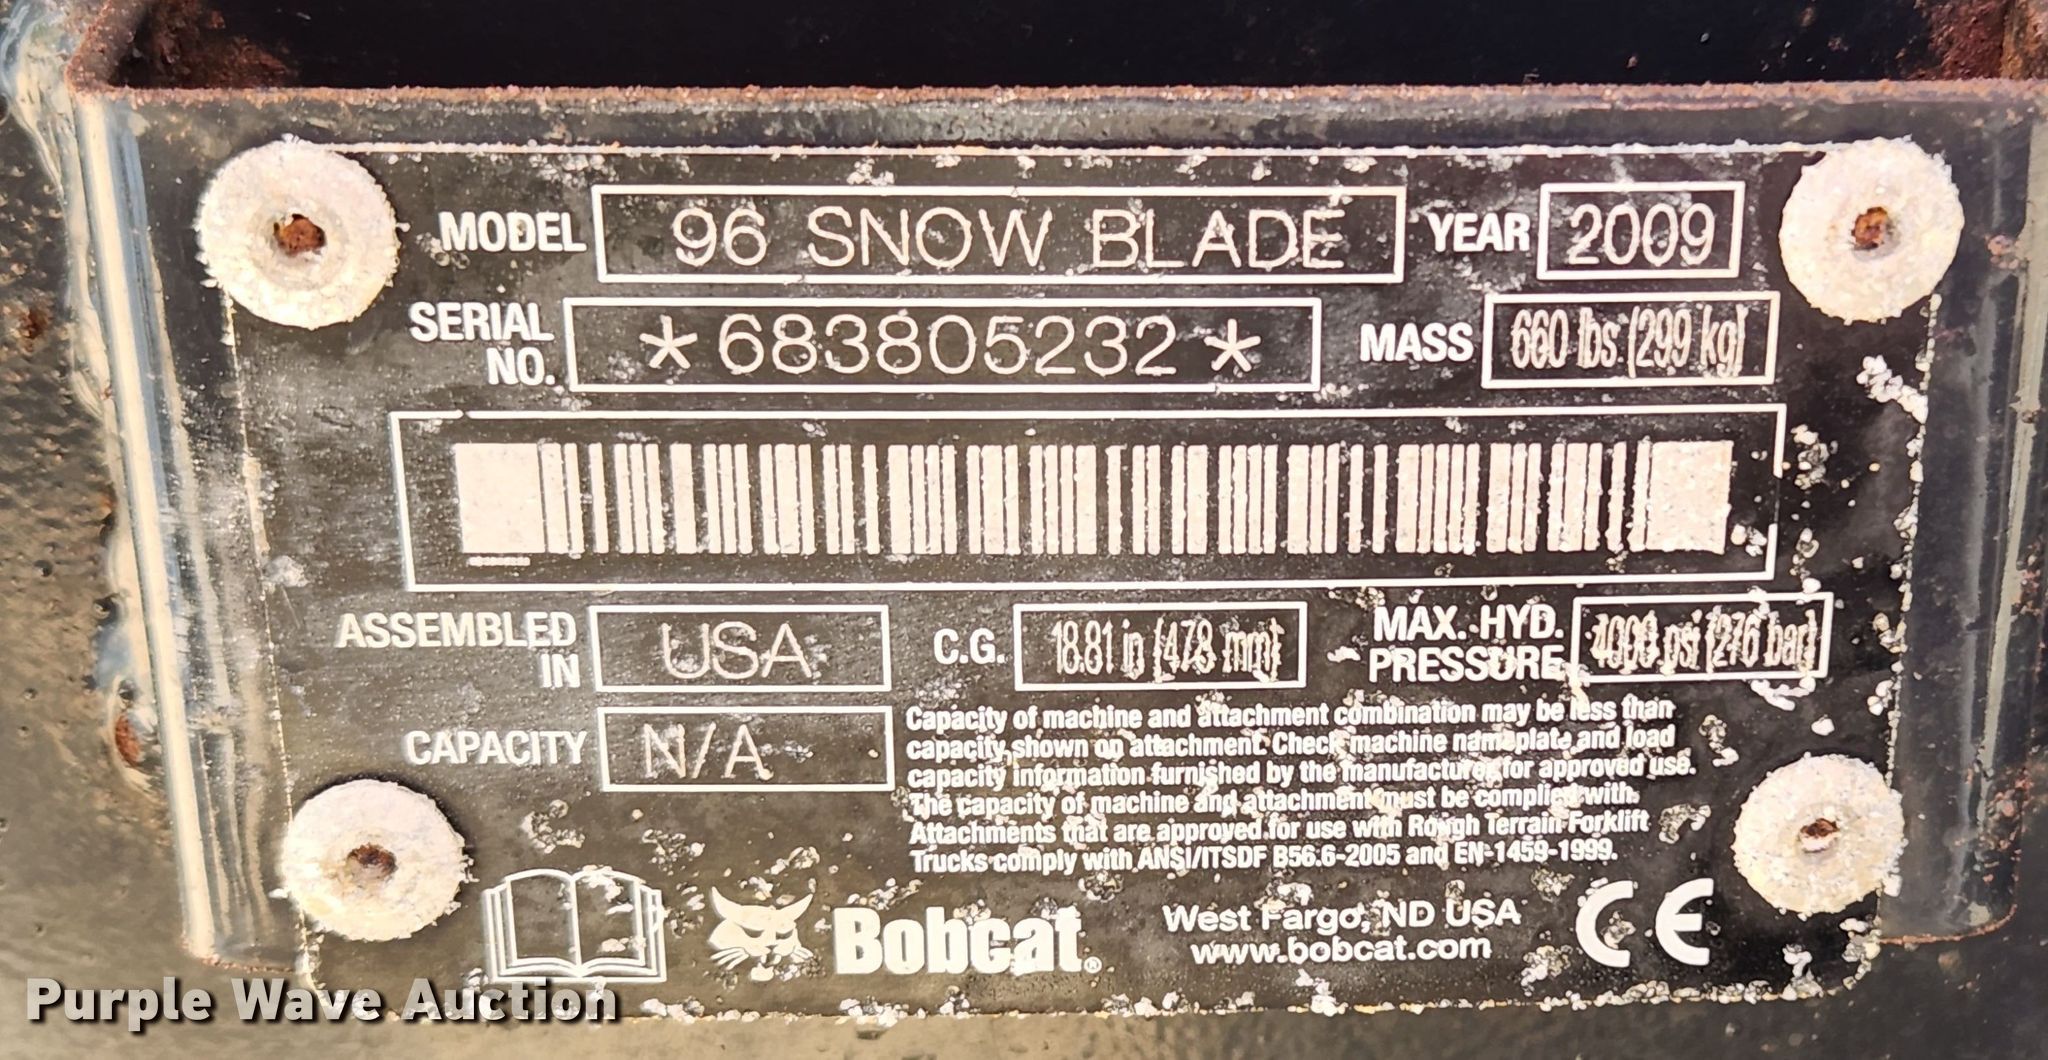 MODEL 96 SNOW BLADE YEAR 2009
SERIAL NO. *683805232* MASS 660 lbs (299 kg)
ASSEMBLED IN USA C.G. 18.81 in (478 mm) MAX. HYD. PRESSURE 4000 psi (276 bar)
CAPACITY N/A
Capacity of machine and attachment combination may be less than
capacity shown on attachment. Check machine nameplate and load
capacity information furnished by the manufacturer for approved use.
The capacity of machine and attachment must be complied with.
Attachments that are approved for use with Rough Terrain Forklift
Trucks comply with ANSI/ITSDF B56.6-2005 and EN-1459-1999.
Bobcat®
West Fargo, ND USA
www.bobcat.com
CE
Purple Wave Auction